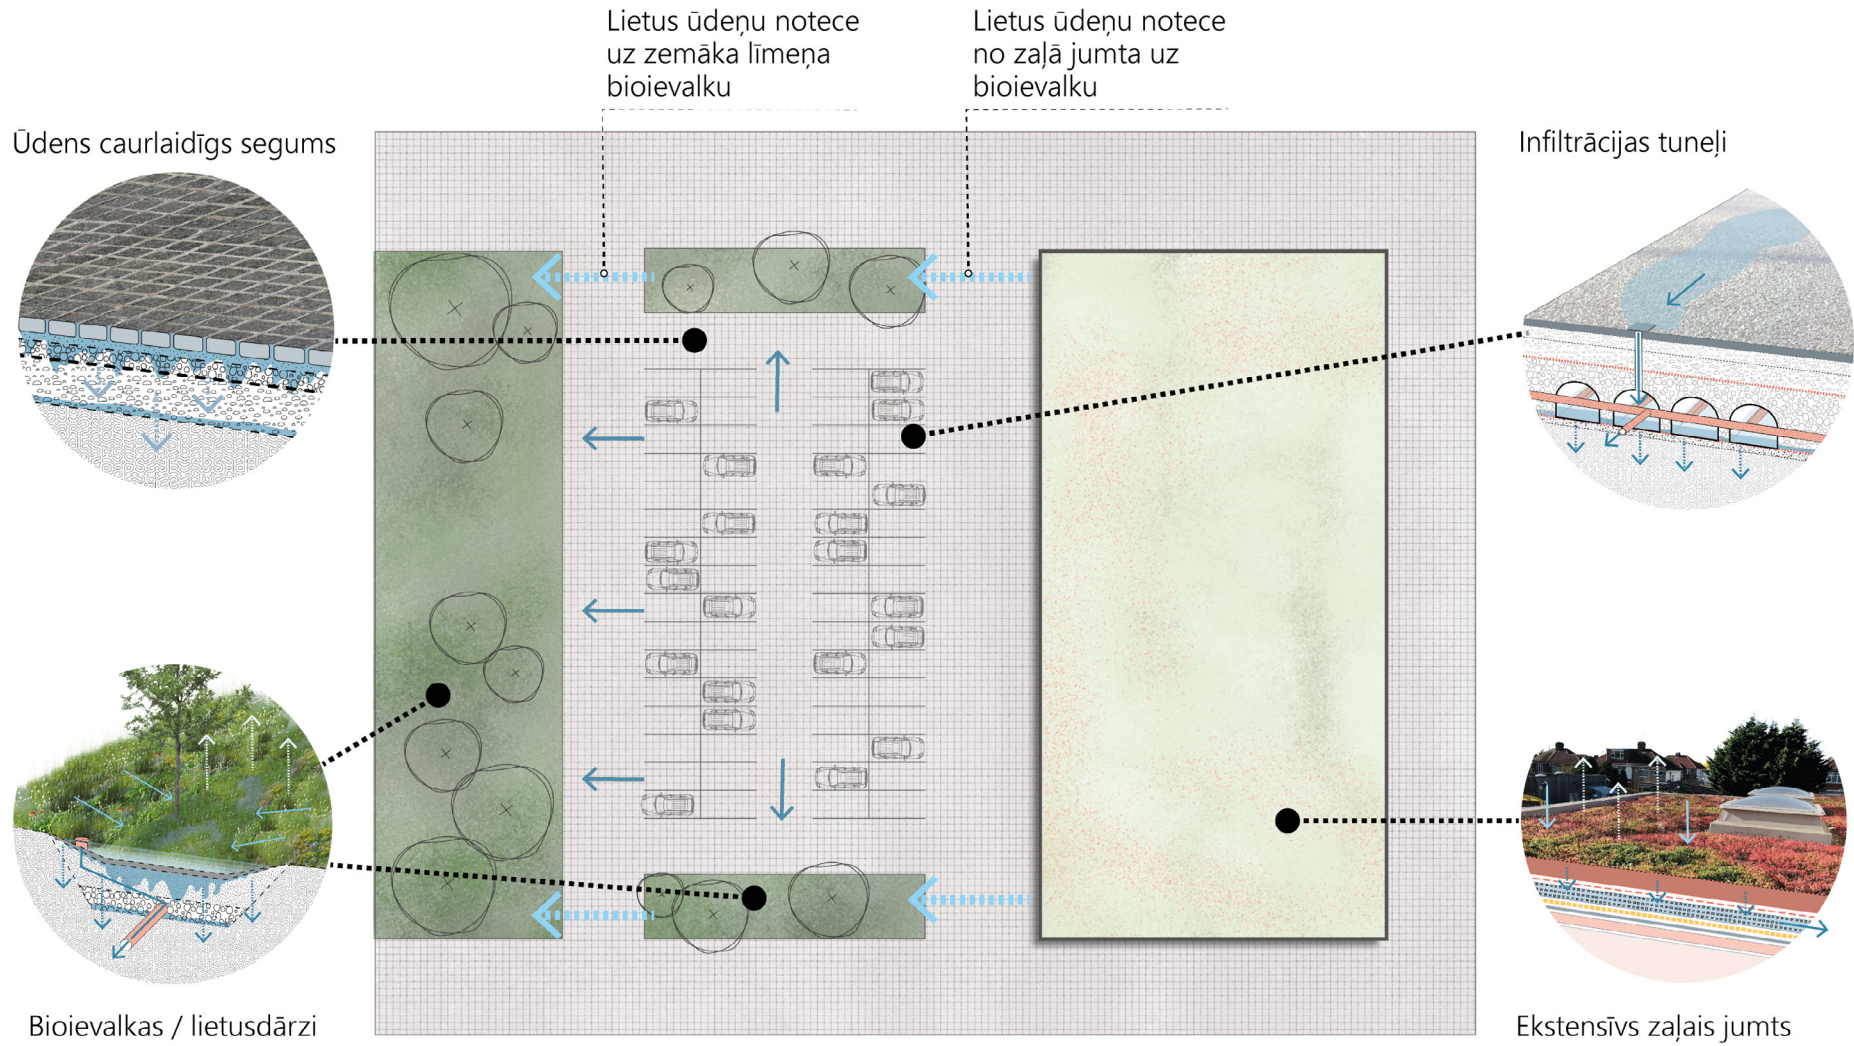 Lietus ūdeņu notece
uz zemāka līmeņa
bioievalku
Lietus ūdeņu notece
no zaļā jumta uz
bioievalku
Ūdens caurlaidīgs segums
Infiltrācijas tuneļi
Bioievalkas / lietusdārzi
Ekstensīvs zaļais jumts